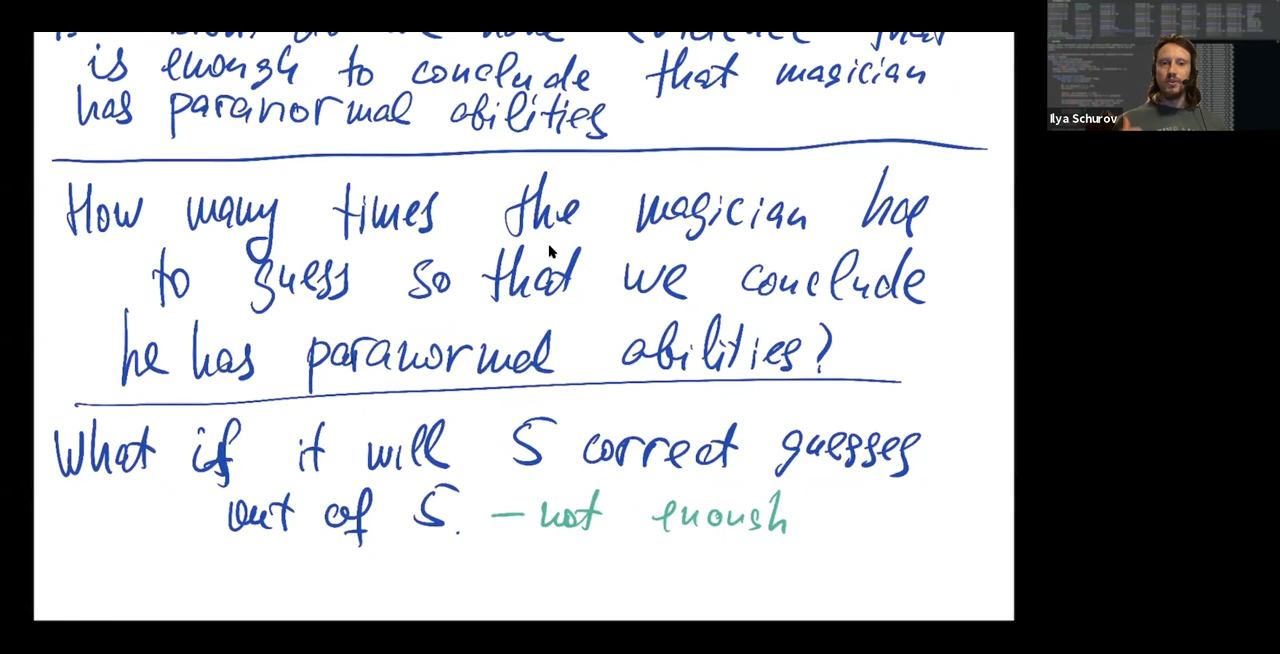 is enough to conclude that magician
has paranormal abilities
How many times the magician has
to guess so that we conclude
he has paranormal abilities?
What if it will 5 correct guesses
out of 5. – not enough
Ilya Schurov